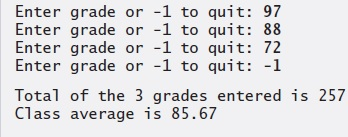 Enter grade or -1 to quit: 97
Enter grade or -1 to quit: 88
Enter grade or -1 to quit: 72
Enter grade or -1 to quit: -1
Total of the 3 grades entered is 257
Class average is 85.67